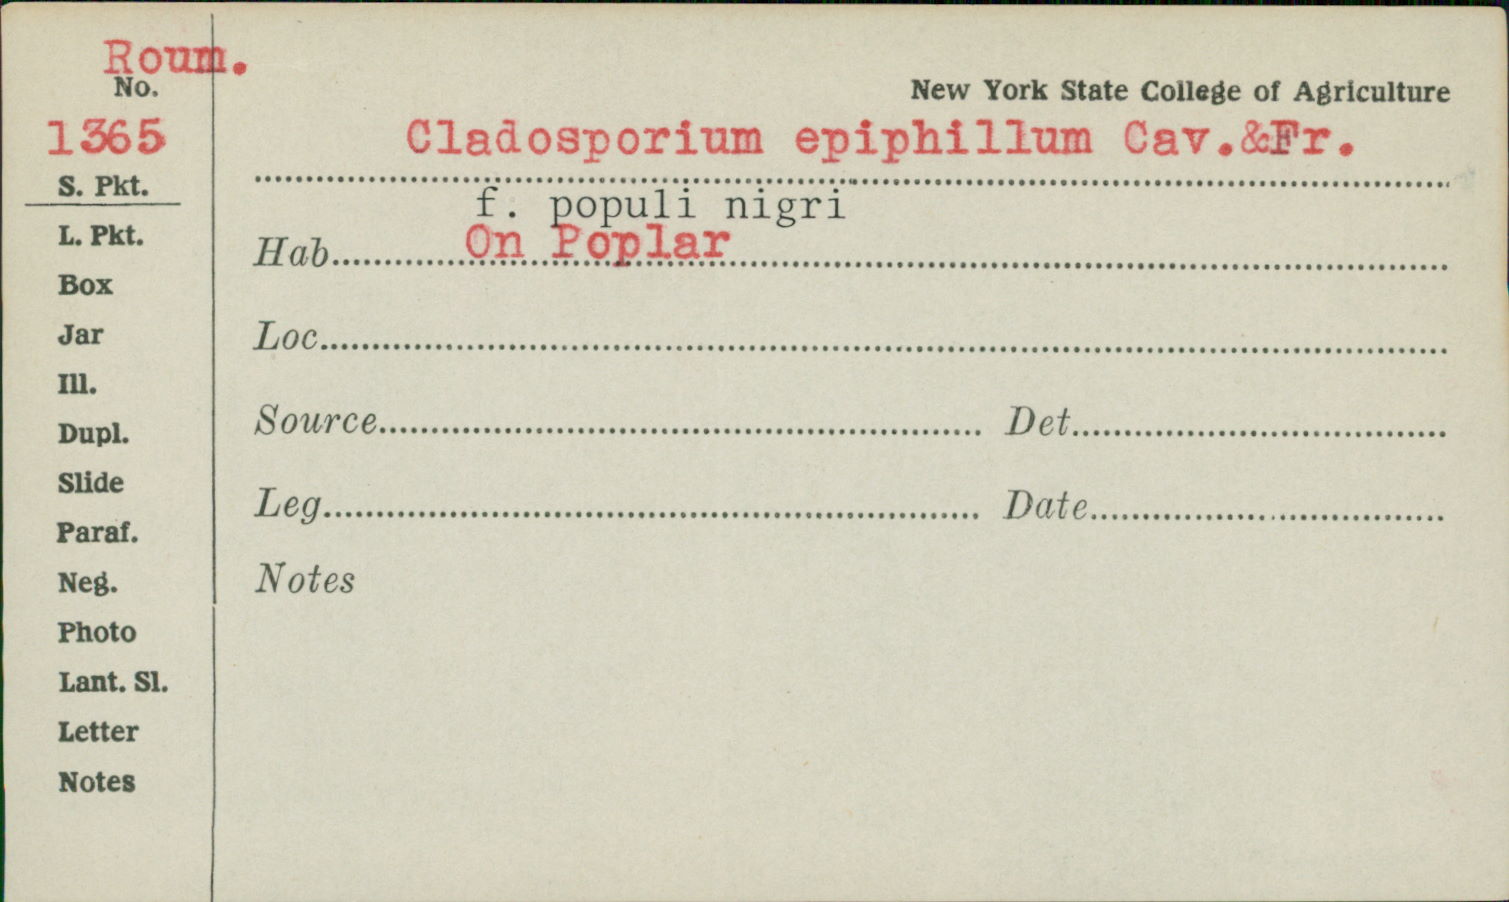 Roum.
No.
1365
S. Pkt.
L. Pkt.
Box
Jar
Ill.
Dupl.
Slide
Paraf.
Neg.
Photo
Lant. Sl.
Letter
Notes
New York State College of Agriculture
Cladosporium epiphillum Cav.&Fr.
f. populi nigri
Hab. On Poplar
Loc.
Source. Det.
Leg. Date.
Notes